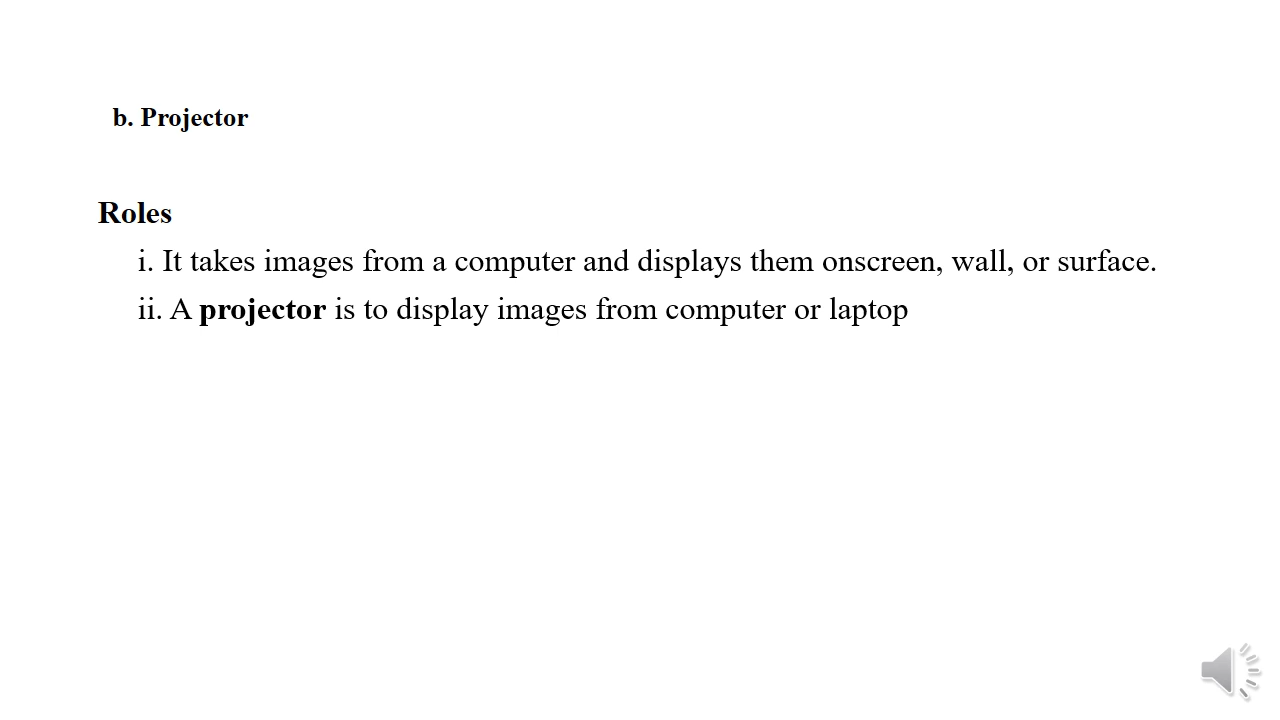 b. Projector
Roles
i. It takes images from a computer and displays them onscreen, wall, or surface.
ii. A projector is to display images from computer or laptop